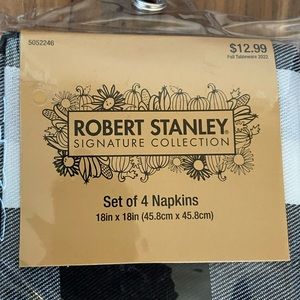 5052246
$12.99
Fall Tableware 2022
ROBERT STANLEY®
SIGNATURE COLLECTION
Set of 4 Napkins
18in x 18in (45.8cm x 45.8cm)